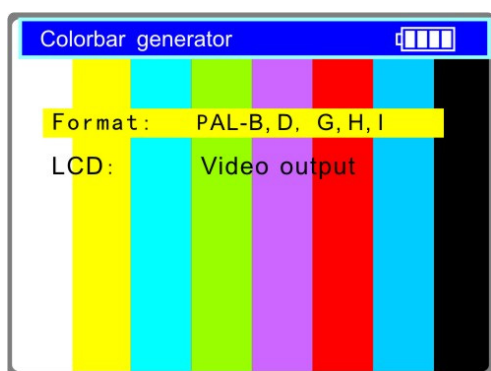 Colorbar generator
Format: PAL-B, D, G, H, I
LCD: Video output